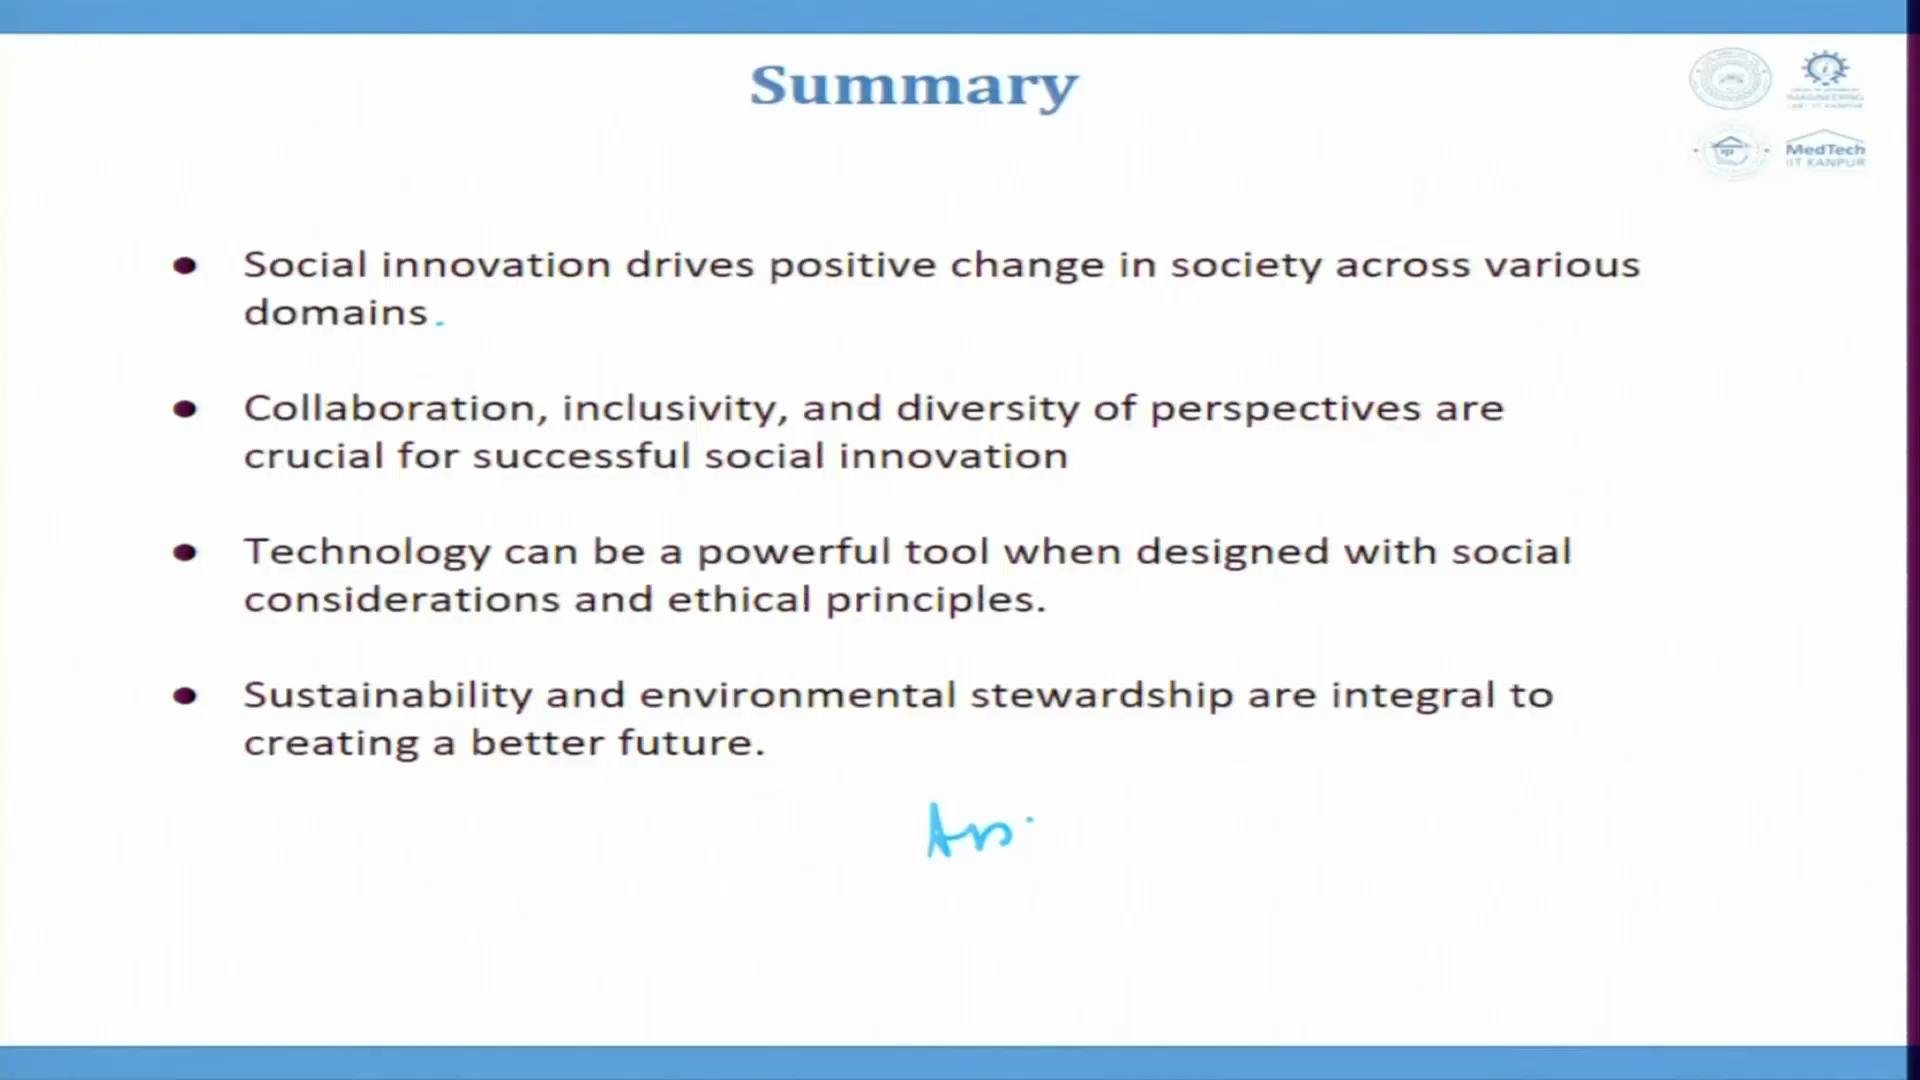 Summary
MedTech
IIT KANPUR
● Social innovation drives positive change in society across various
domains.
● Collaboration, inclusivity, and diversity of perspectives are
crucial for successful social innovation
● Technology can be a powerful tool when designed with social
considerations and ethical principles.
● Sustainability and environmental stewardship are integral to
creating a better future.